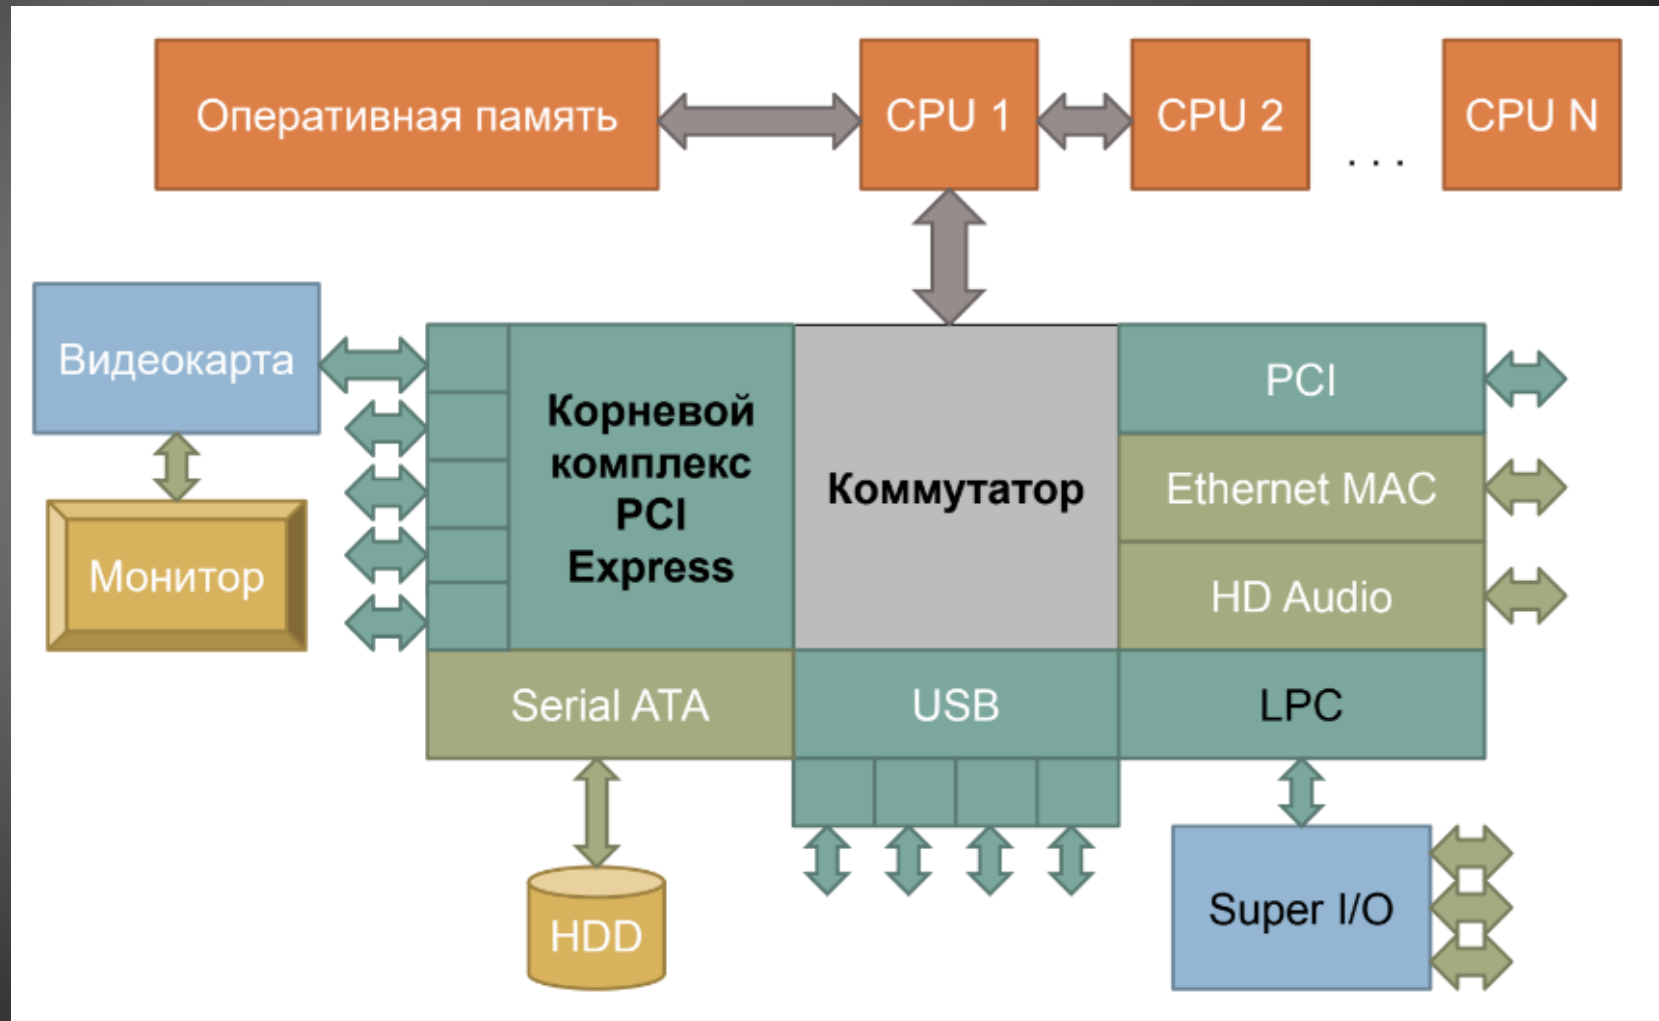 Оперативная память
CPU 1
CPU 2
. . .
CPU N
Видеокарта
Монитор
Корневой
комплекс
PCI
Express
Коммутатор
PCI
Ethernet MAC
HD Audio
Serial ATA
USB
LPC
HDD
Super I/O